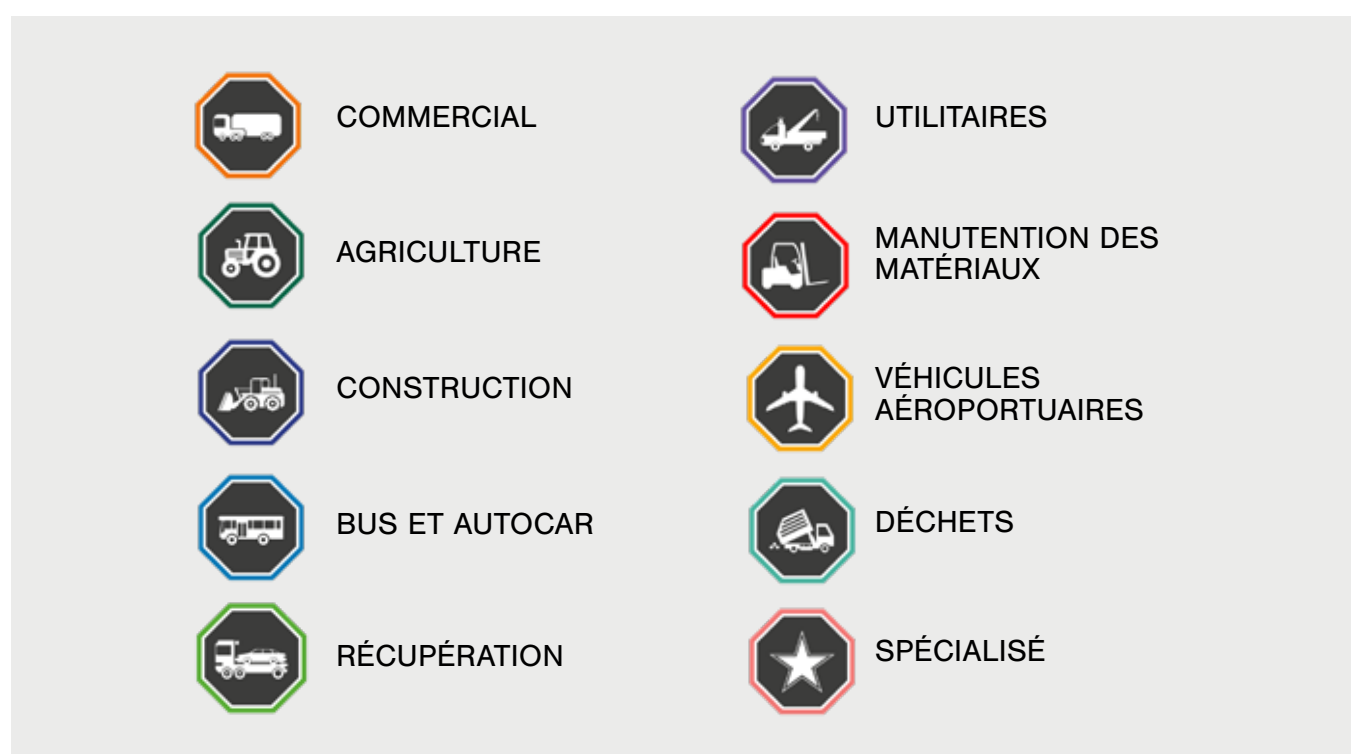 COMMERCIAL
AGRICULTURE
CONSTRUCTION
BUS ET AUTOCAR
RÉCUPÉRATION
UTILITAIRES
MANUTENTION DES
MATÉRIAUX
VÉHICULES
AÉROPORTUAIRES
DÉCHETS
SPÉCIALISÉ